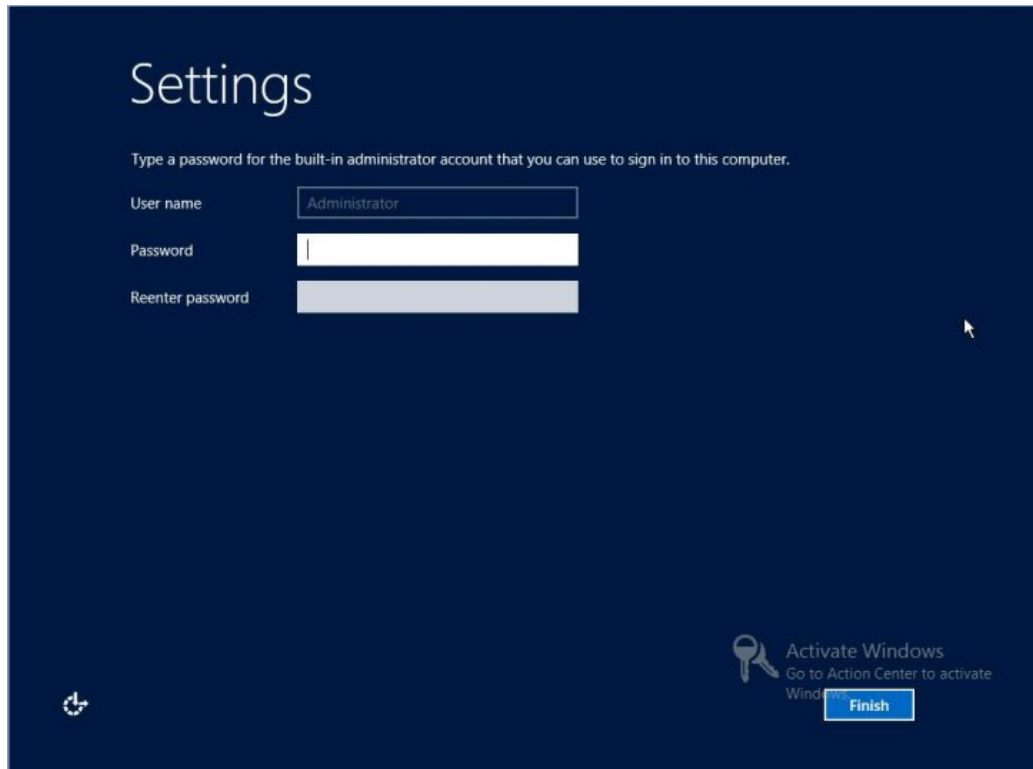 Settings
Type a password for the built-in administrator account that you can use to sign in to this computer.
User name
Administrator
Password
Reenter password
Activate Windows
Go to Action Center to activate
Windows.
Finish